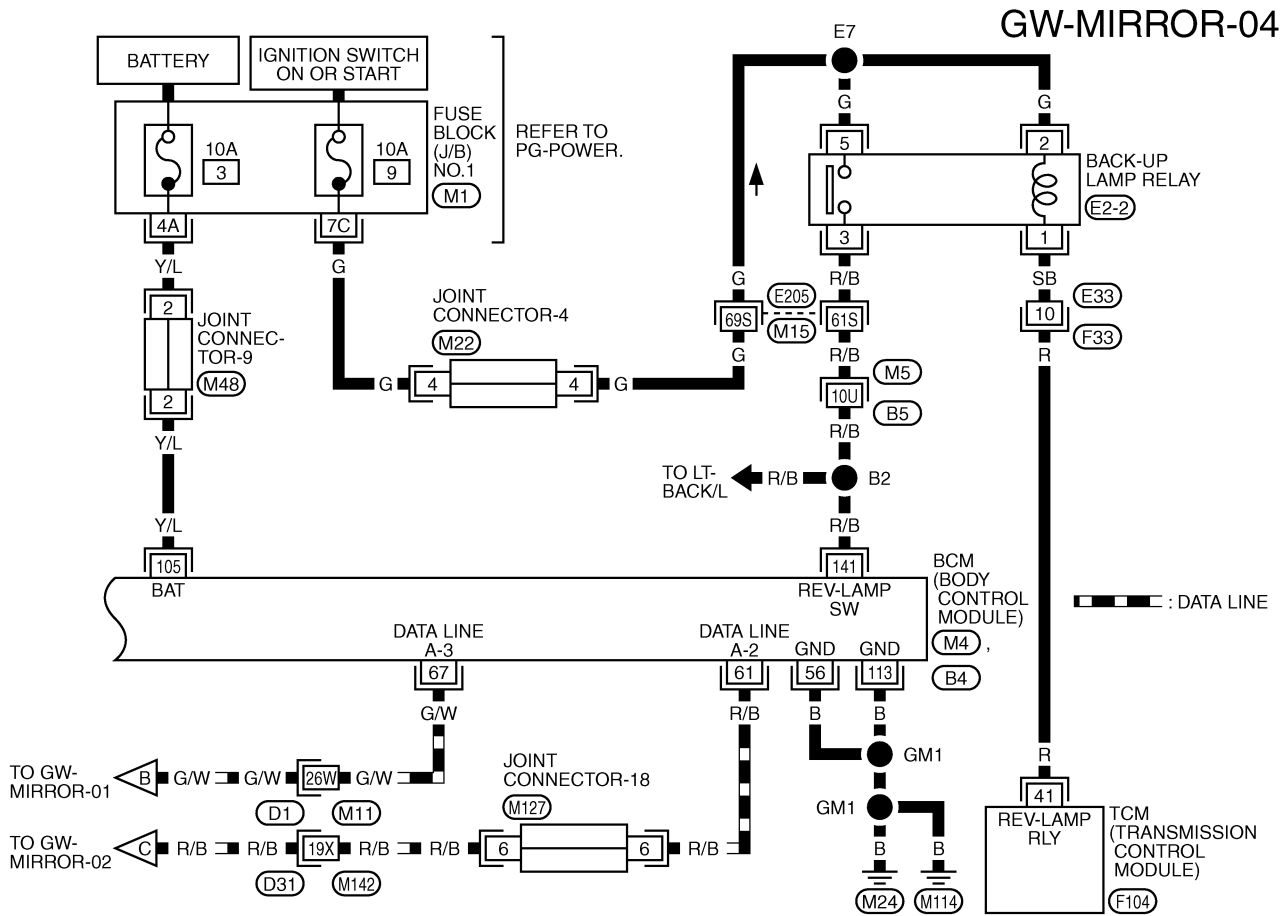 GW-MIRROR-04
BATTERY
IGNITION SWITCH
ON OR START
10A
3
10A
9
FUSE
BLOCK
(J/B)
NO.1
M1
REFER TO
PG-POWER.
4A
7C
Y/L
G
2
JOINT
CONNEC-
TOR-9
M48
2
Y/L
Y/L
JOINT
CONNECTOR-4
M22
G
4
4
G
E7
G
G
5
2
BACK-UP
LAMP RELAY
E2-2
3
1
G
R/B
SB
69S
E205
M15
61S
10
E33
F33
G
R/B
R
10U
M5
B5
R/B
TO LT-
BACK/L
R/B
B2
R/B
105
BAT
141
REV-LAMP
SW
BCM
(BODY
CONTROL
MODULE)
M4 ,
B4
: DATA LINE
DATA LINE
A-3
DATA LINE
A-2
GND
GND
67
61
56
113
G/W
R/B
B
B
GM1
GM1
B
B
M24
M114
TO GW-
MIRROR-01
B
G/W
G/W
26W
G/W
D1
M11
JOINT
CONNECTOR-18
M127
TO GW-
MIRROR-02
C
R/B
R/B
19X
R/B
R/B
6
6
R/B
D31
M142
R
41
REV-LAMP
RLY
TCM
(TRANSMISSION
CONTROL
MODULE)
F104